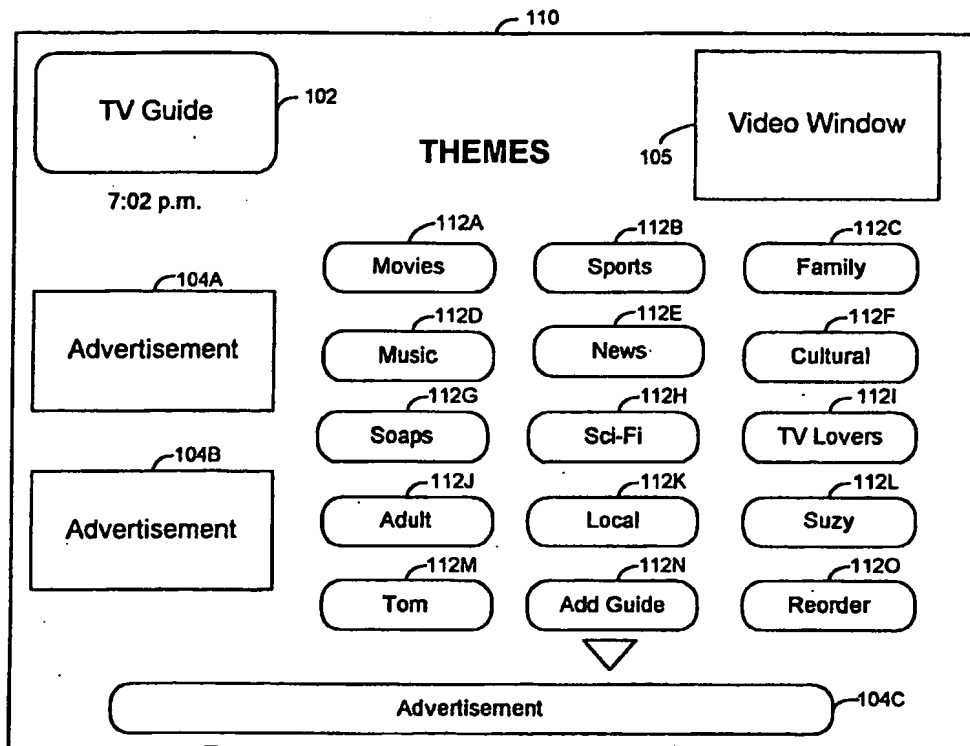 110
TV Guide
102
Video Window
105
THEMES
7:02 p.m.
112A
112B
112C
Movies
Sports
Family
104A
Advertisement
112D
112E
112F
Music
News
Cultural
112G
112H
112I
Soaps
Sci-Fi
TV Lovers
104B
Advertisement
112J
112K
112L
Adult
Local
Suzy
112M
112N
112O
Tom
Add Guide
Reorder
Advertisement
104C